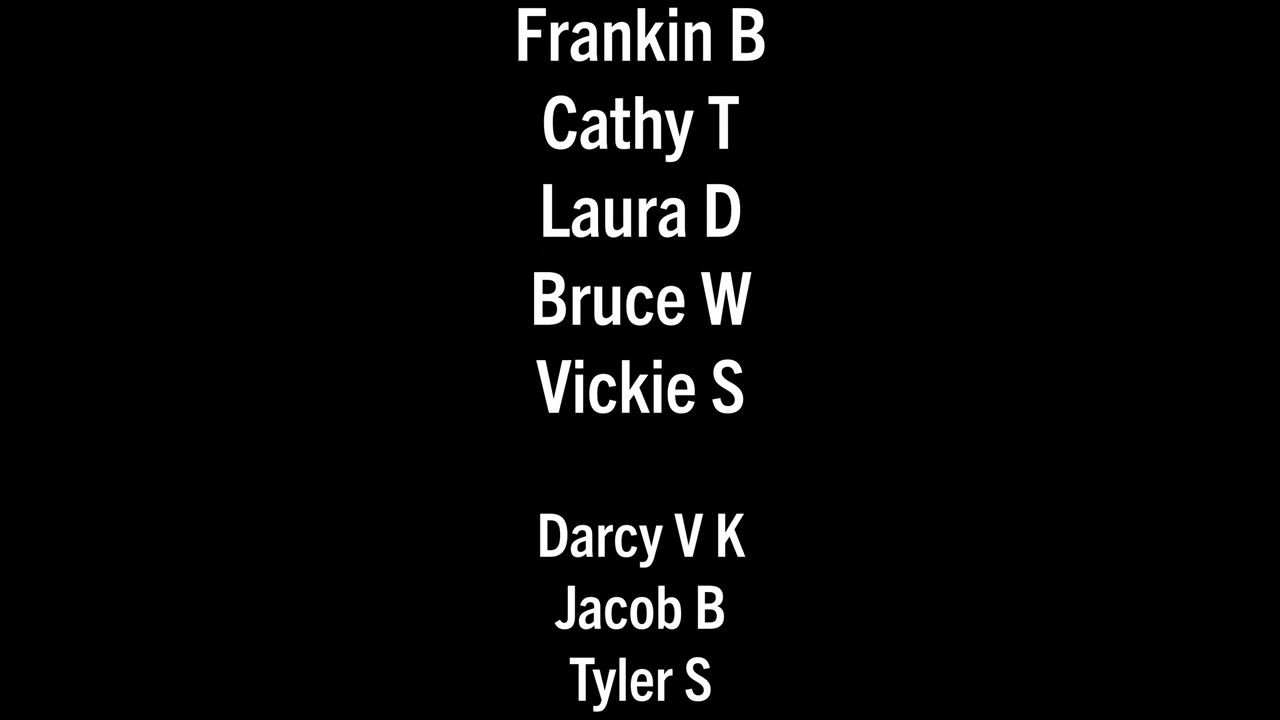 Frankin B
Cathy T
Laura D
Bruce W
Vickie S
Darcy V K
Jacob B
Tyler S